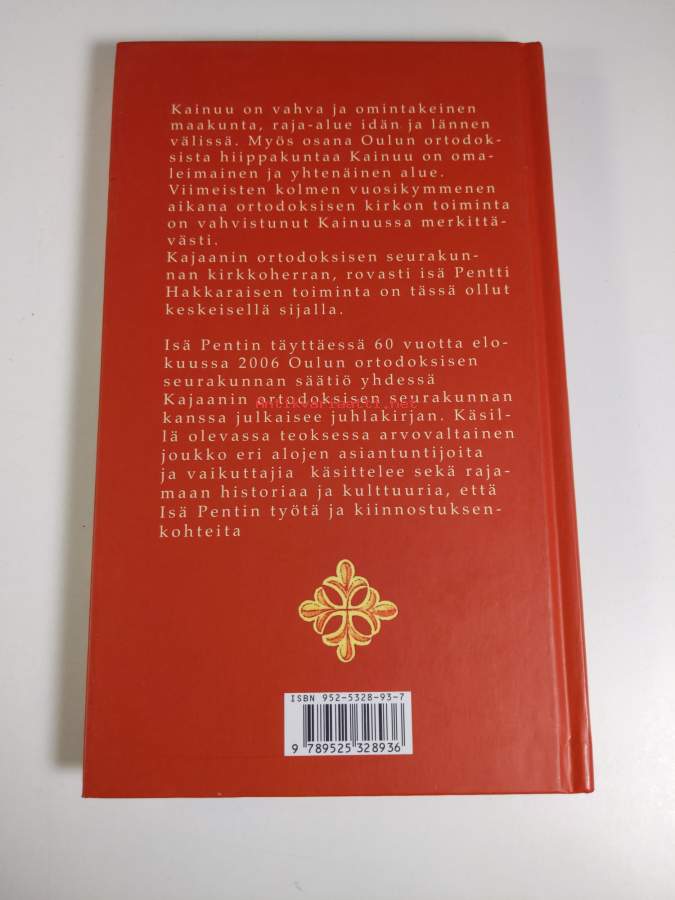 Kainuu on vahva ja omintakeinen
maakunta, raja-alue idän ja lännen
välissä. Myös osana Oulun ortodok-
sista hiippakuntaa Kainuu on oma-
leimainen ja yhtenäinen alue.
Viimeisten kolmen vuosikymmenen
aikana ortodoksisen kirkon toiminta
on vahvistunut Kainuussa merkittä-
västi.
Kajaanin ortodoksisen seurakun-
nan kirkkoherran, rovasti isä Pentti
Hakkaraisen toiminta on tässä ollut
keskeisellä sijalla.
Isä Pentin täyttäessä 60 vuotta elo-
kuussa 2006 Oulun ortodoksisen
seurakunnan säätiö yhdessä
Kajaanin ortodoksisen seurakunnan
Antikvariaatti.net
kanssa julkaisee juhlakirjan. Käsil-
lä olevassa teoksessa arvovaltainen
joukko eri alojen asiantuntijoita
ja vaikuttajia käsittelee sekä raja-
maan historiaa ja kulttuuria, että
Isä Pentin työtä ja kiinnostuksen-
kohteita
ISBN 952-5328-93-7
9 789525 328936